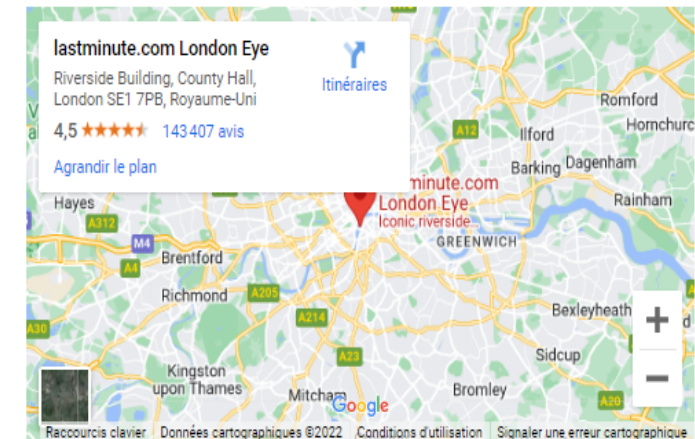 lastminute.com London Eye
Riverside Building, County Hall,
London SE1 7PB, Royaume-Uni
Itinéraires
4,5
143 407 avis
Agrandir le plan
A12
Romford
Hornchurc
Ilford
Barking
Dagenham
Rainham
Hayes
A312
M4
A4
Brentford
Richmond
A205
A214
minute.com
London Eye
Iconic riverside...
GREENWICH
A30
A23
Kingston
upon Thames
Mitcham
Bromley
Bexleyheath
Sidcup
A20
Google
Raccourcis clavier
Données cartographiques ©2022
Conditions d'utilisation
Signaler une erreur cartographique